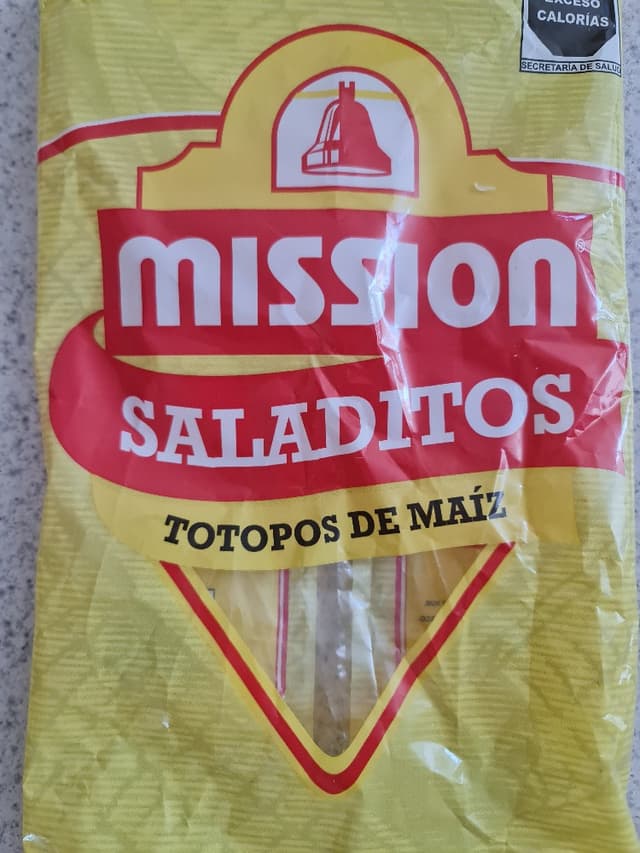 EXCESO
CALORÍAS
SECRETARÍA DE SALUD
MISSION®
SALADITOS
TOTOPOS DE MAÍZ